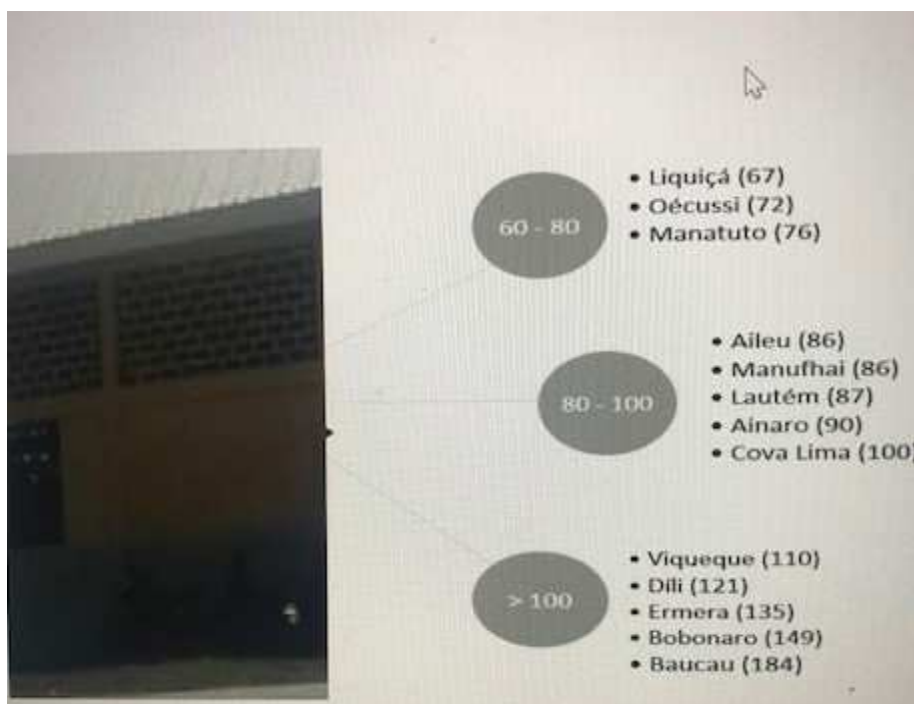 60 - 80
• Liquiçá (67)
• Oécussi (72)
• Manatuto (76)
80 - 100
• Aileu (86)
• Manufhai (86)
• Lautém (87)
• Ainaro (90)
• Cova Lima (100)
> 100
• Viqueque (110)
• Díli (121)
• Ermera (135)
• Bobonaro (149)
• Baucau (184)